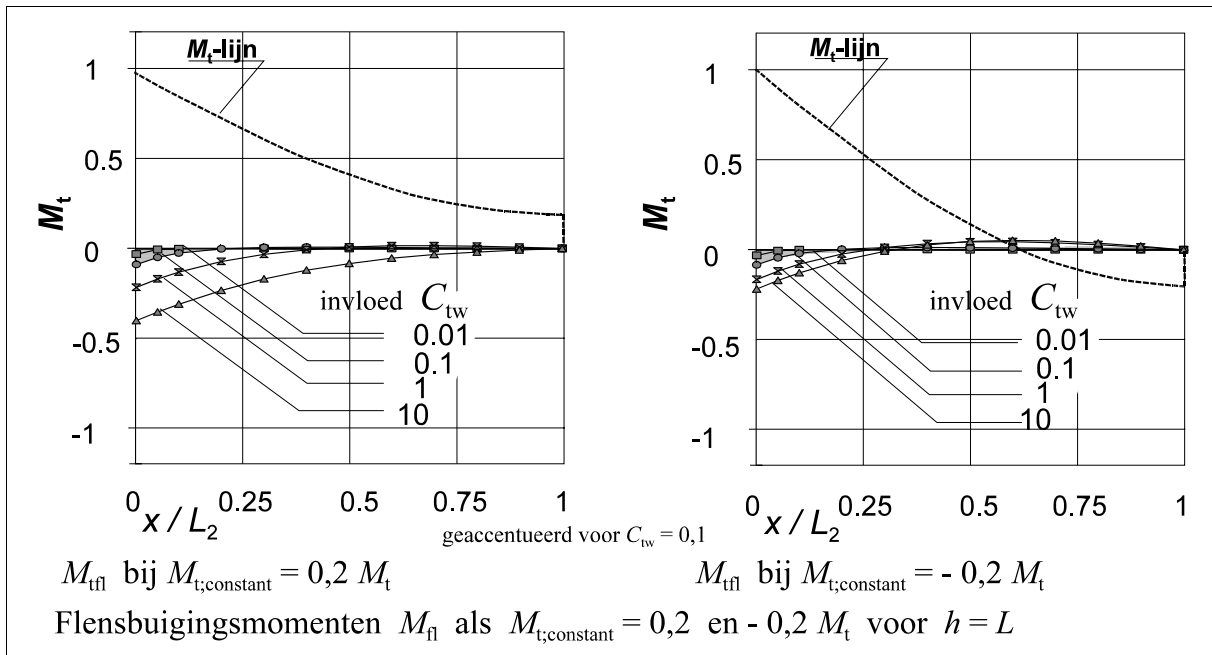 M_t-lijn
1
0.5
0
-0.5
-1
M_t
invloed C_tw
0.01
0.1
1
10
0 0.25 0.5 0.75 1
x / L_2
M_t-lijn
1
0.5
0
-0.5
-1
M_t
invloed C_tw
0.01
0.1
1
10
0 0.25 0.5 0.75 1
x / L_2
geaccentueerd voor C_tw = 0,1
M_tfl bij M_t;constant = 0,2 M_t
M_tfl bij M_t;constant = - 0,2 M_t
Flensbuigingsmomenten M_fl als M_t;constant = 0,2 en - 0,2 M_t voor h = L